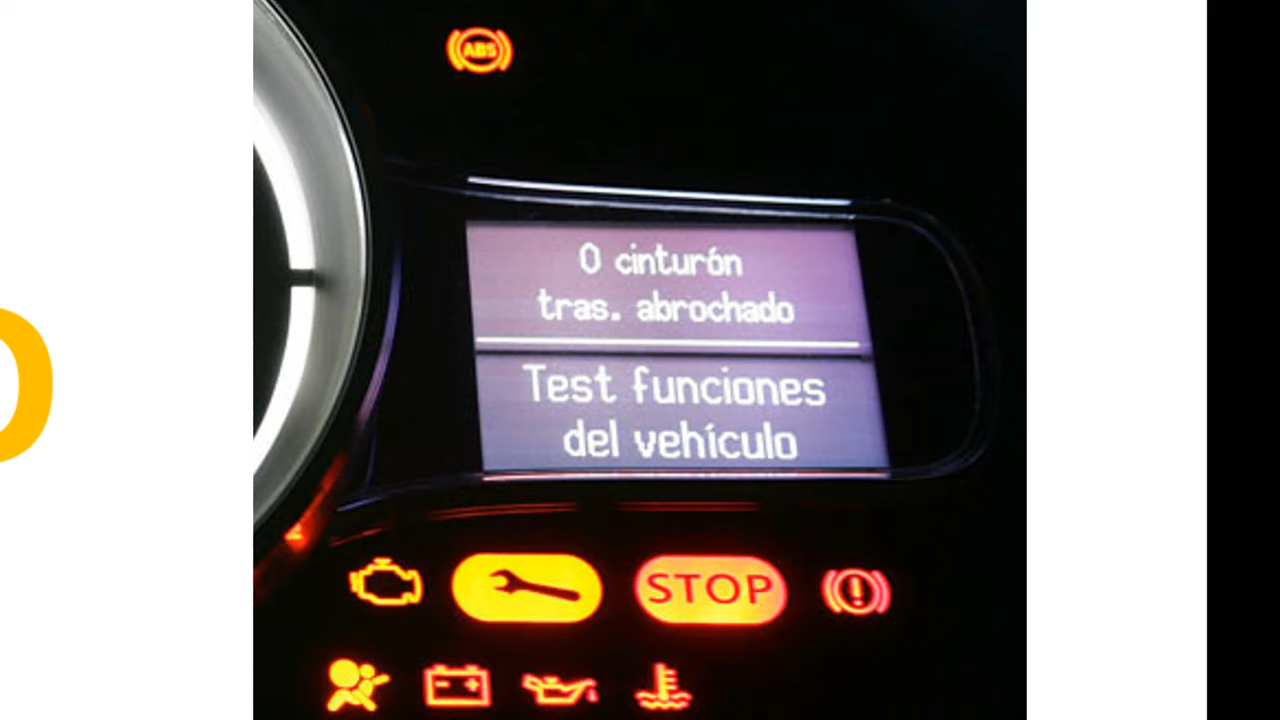 ABS
0 cinturón
tras. abrochado
Test funciones
del vehículo
STOP